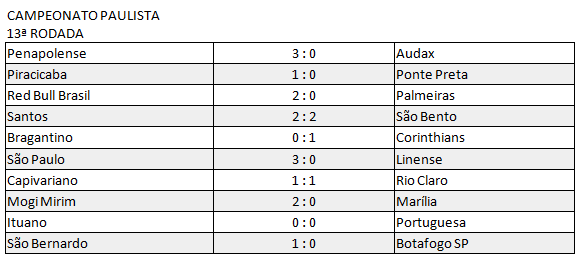 CAMPEONATO PAULISTA
13ª RODADA
Penapolense 3 : 0 Audax
Piracicaba 1 : 0 Ponte Preta
Red Bull Brasil 2 : 0 Palmeiras
Santos 2 : 2 São Bento
Bragantino 0 : 1 Corinthians
São Paulo 3 : 0 Linense
Capivariano 1 : 1 Rio Claro
Mogi Mirim 2 : 0 Marília
Ituano 0 : 0 Portuguesa
São Bernardo 1 : 0 Botafogo SP